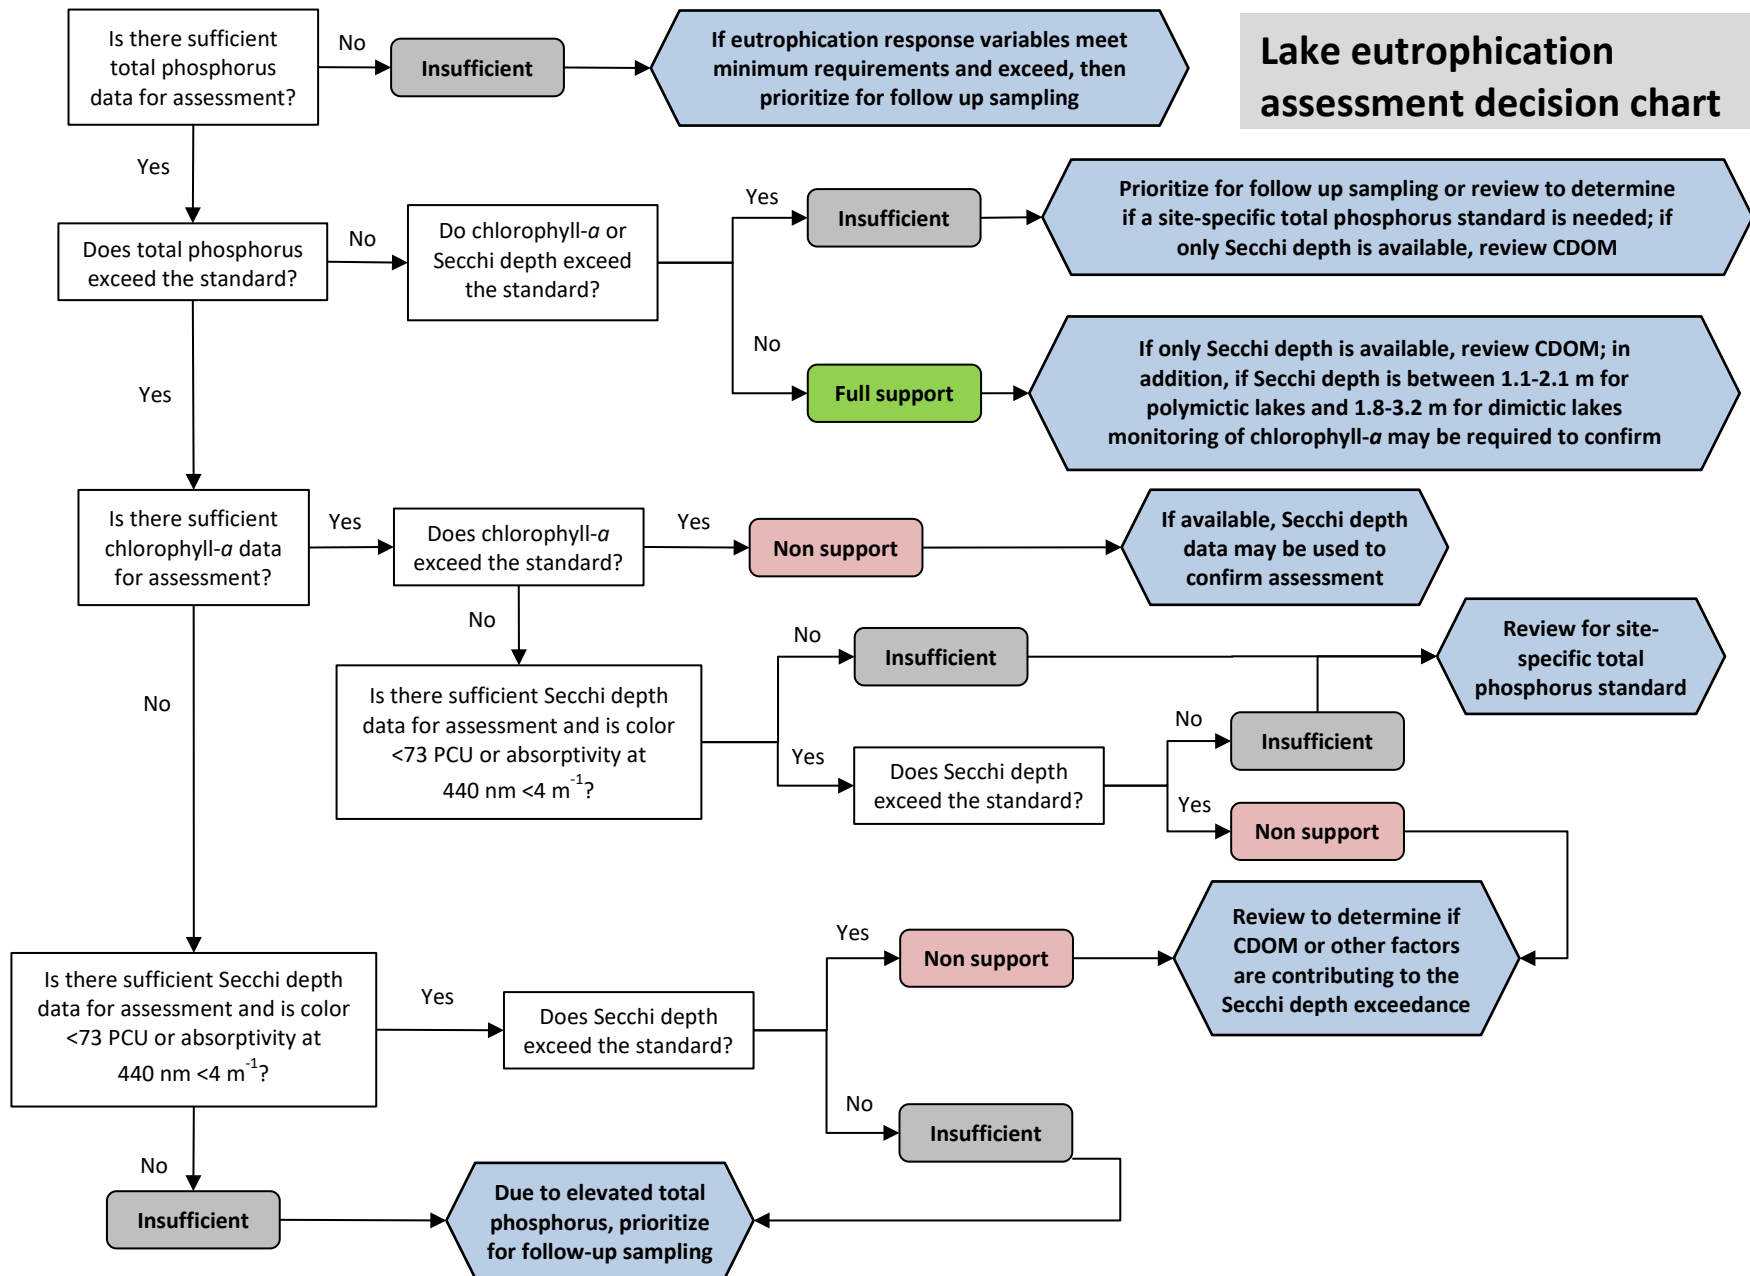 Lake eutrophication
assessment decision chart
Is there sufficient
total phosphorus
data for assessment?
No
Insufficient
If eutrophication response variables meet
minimum requirements and exceed, then
prioritize for follow up sampling
Yes
Does total phosphorus
exceed the standard?
No
Do chlorophyll-a or
Secchi depth exceed
the standard?
Yes
Insufficient
Prioritize for follow up sampling or review to determine
if a site-specific total phosphorus standard is needed; if
only Secchi depth is available, review CDOM
No
Full support
If only Secchi depth is available, review CDOM; in
addition, if Secchi depth is between 1.1-2.1 m for
polymictic lakes and 1.8-3.2 m for dimictic lakes
monitoring of chlorophyll-a may be required to confirm
Yes
Is there sufficient
chlorophyll-a data
for assessment?
Yes
Does chlorophyll-a
exceed the standard?
Yes
Non support
If available, Secchi depth
data may be used to
confirm assessment
No
Is there sufficient Secchi depth
data for assessment and is color
<73 PCU or absorptivity at
440 nm <4 m⁻¹?
No
Insufficient
Review for site-
specific total
phosphorus standard
Yes
Does Secchi depth
exceed the standard?
No
Insufficient
Yes
Non support
No
Is there sufficient Secchi depth
data for assessment and is color
<73 PCU or absorptivity at
440 nm <4 m⁻¹?
Yes
Does Secchi depth
exceed the standard?
Yes
Non support
Review to determine if
CDOM or other factors
are contributing to the
Secchi depth exceedance
No
Insufficient
No
Insufficient
Due to elevated total
phosphorus, prioritize
for follow-up sampling